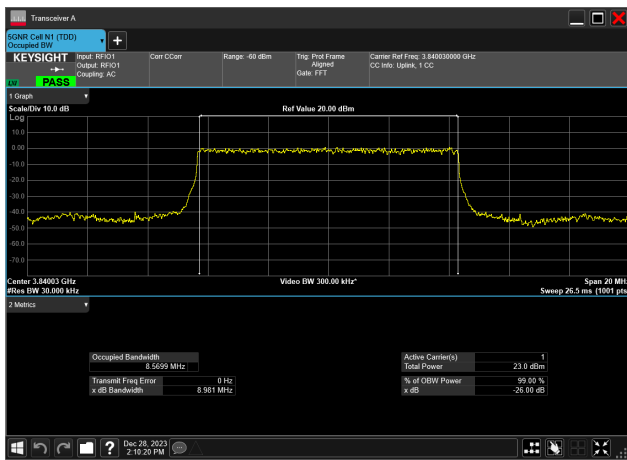 Transceiver A
5GNR Cell N1 (TDD)
Occupied BW
+
KEYSIGHT
LXI
PASS
Input: RFIO1
Output: RFIO1
Coupling: AC
Corr CCorr
Range: -60 dBm
Trig: Prot Frame
Aligned
Gate: FFT
Carrier Ref Freq: 3.840030000 GHz
CC Info: Uplink, 1 CC
1 Graph
Scale/Div 10.0 dB
Ref Value 20.00 dBm
Log
10.0
0.00
-10.0
-20.0
-30.0
-40.0
-50.0
-60.0
-70.0
Center 3.84003 GHz
Video BW 300.00 kHz*
Span 20 MHz
#Res BW 30.000 kHz
Sweep 26.5 ms (1001 pts
2 Metrics
Occupied Bandwidth
8.5699 MHz
Transmit Freq Error 0 Hz
x dB Bandwidth 8.981 MHz
Active Carrier(s) 1
Total Power 23.0 dBm
% of OBW Power 99.00 %
x dB -26.00 dB
?
Dec 28, 2023
2:10:20 PM